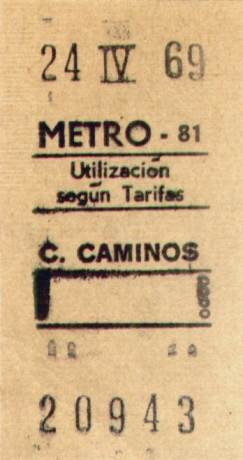 24 IV 69
METRO - 81
Utilización
según Tarifas
C. CAMINOS
20943